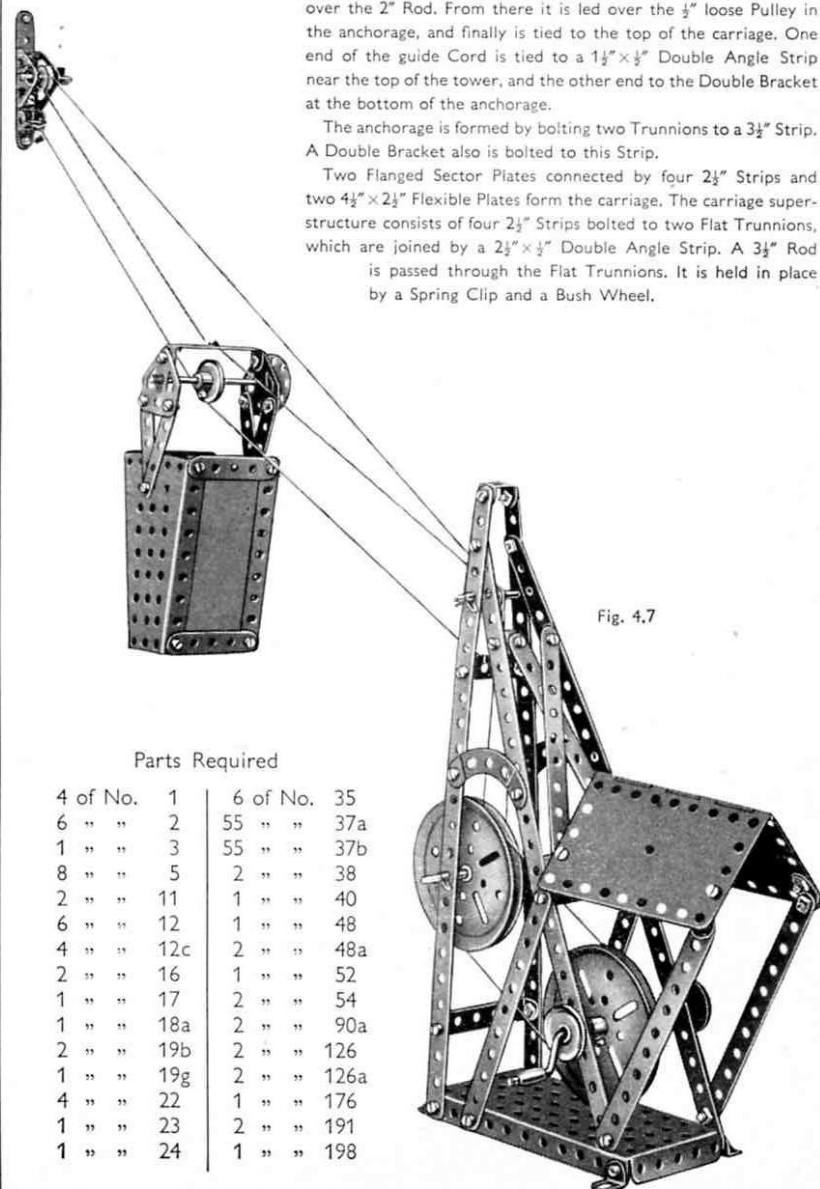 over the 2" Rod. From there it is led over the ½" loose Pulley in
the anchorage, and finally is tied to the top of the carriage. One
end of the guide Cord is tied to a 1½" × ½" Double Angle Strip
near the top of the tower, and the other end to the Double Bracket
at the bottom of the anchorage.
The anchorage is formed by bolting two Trunnions to a 3½" Strip.
A Double Bracket also is bolted to this Strip.
Two Flanged Sector Plates connected by four 2½" Strips and
two 4½" × 2½" Flexible Plates form the carriage. The carriage super-
structure consists of four 2½" Strips bolted to two Flat Trunnions,
which are joined by a 2½" × ½" Double Angle Strip. A 3½" Rod
is passed through the Flat Trunnions. It is held in place
by a Spring Clip and a Bush Wheel.
Fig. 4.7
Parts Required
4 of No. 1
6 " " 2
1 " " 3
8 " " 5
2 " " 11
6 " " 12
4 " " 12c
2 " " 16
1 " " 17
1 " " 18a
2 " " 19b
1 " " 19g
4 " " 22
1 " " 23
1 " " 24
6 of No. 35
55 " " 37a
55 " " 37b
2 " " 38
1 " " 40
1 " " 48
2 " " 48a
1 " " 52
2 " " 54
2 " " 90a
2 " " 126
2 " " 126a
1 " " 176
2 " " 191
1 " " 198